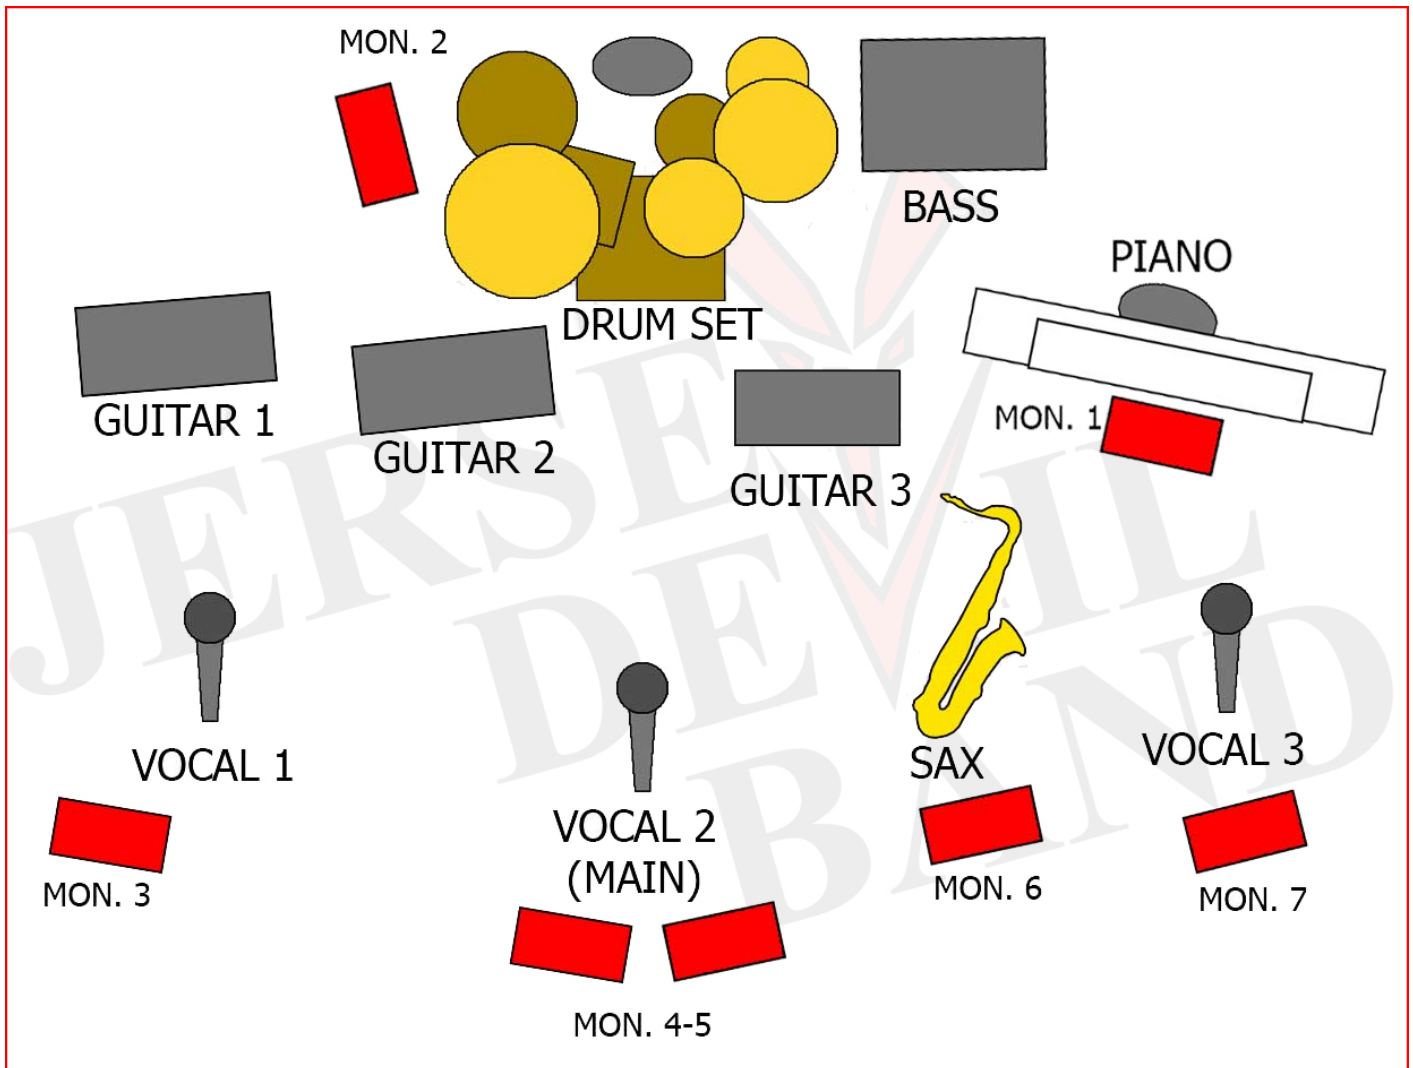 MON. 2
BASS
PIANO
DRUM SET
GUITAR 1
GUITAR 2
MON. 1
GUITAR 3
JERSEY
DEVIL
BAND
VOCAL 1
VOCAL 2
(MAIN)
SAX
VOCAL 3
MON. 3
MON. 6
MON. 7
MON. 4-5